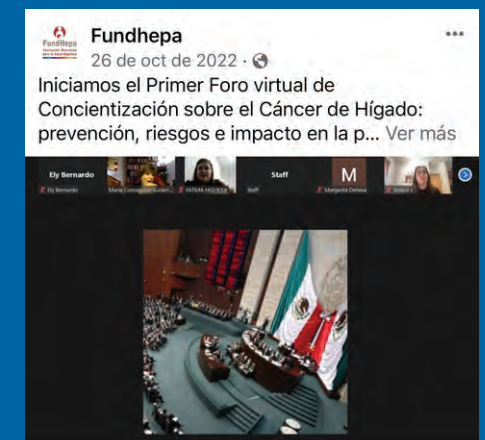 FundHepa
Fundhepa
26 de oct de 2022 ·
Iniciamos el Primer Foro virtual de
Concientización sobre el Cáncer de Hígado:
prevención, riesgos e impacto en la p... Ver más
Ely Bernardo
Staff
M
Ely Bernardo
FATIMA HIGUERA
Staff
Margarita Dehesa